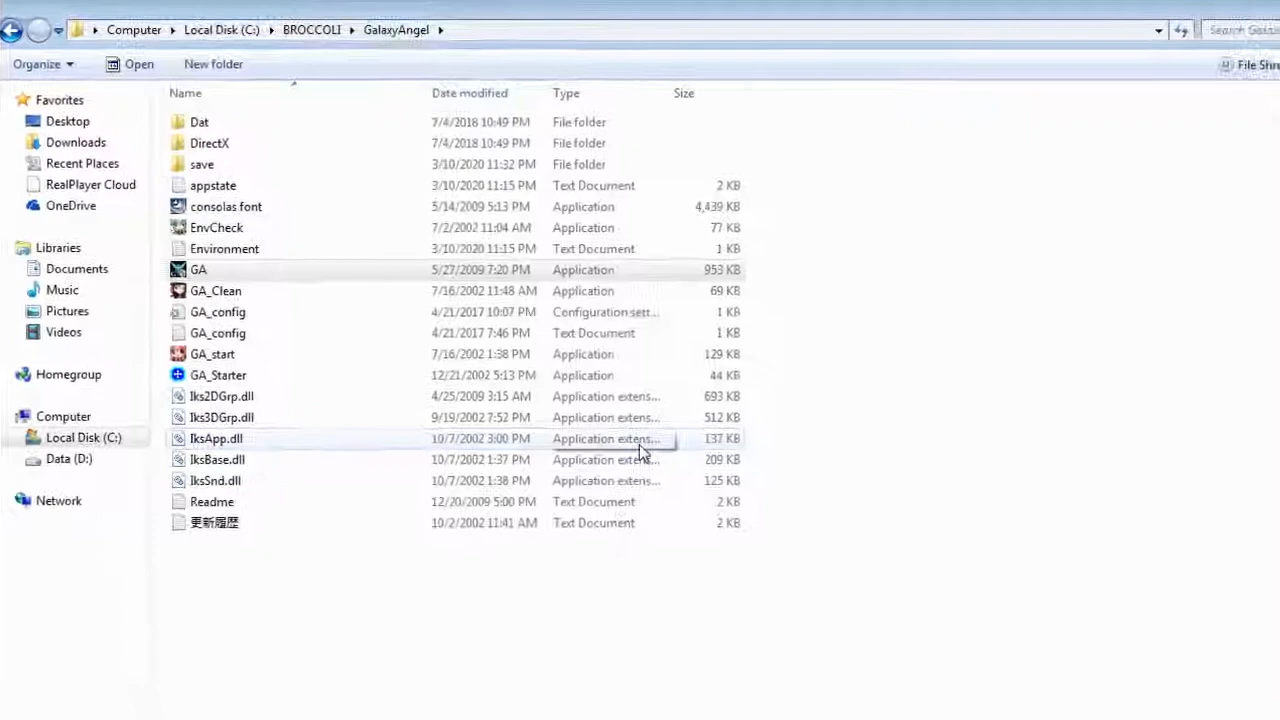 Computer Local Disk (C:) BROCCOLI GalaxyAngel
Organize Open New folder File Shre
Name Date modified Type Size
Favorites
Desktop
Downloads
Recent Places
RealPlayer Cloud
OneDrive
Libraries
Documents
Music
Pictures
Videos
Homegroup
Computer
Local Disk (C:)
Data (D:)
Network
Dat 7/4/2018 10:49 PM File folder
DirectX 7/4/2018 10:49 PM File folder
save 3/10/2020 11:32 PM File folder
appstate 3/10/2020 11:15 PM Text Document 2 KB
consolas font 5/14/2009 5:13 PM Application 4,439 KB
EnvCheck 7/2/2002 11:04 AM Application 77 KB
Environment 3/10/2020 11:15 PM Text Document 1 KB
GA 5/27/2009 7:20 PM Application 953 KB
GA_Clean 7/16/2002 11:48 AM Application 69 KB
GA_config 4/21/2017 10:07 PM Configuration sett... 1 KB
GA_config 4/21/2017 7:46 PM Text Document 1 KB
GA_start 7/16/2002 1:38 PM Application 129 KB
GA_Starter 12/21/2002 5:13 PM Application 44 KB
Iks2DGrp.dll 4/25/2009 3:15 AM Application extens... 693 KB
Iks3DGrp.dll 9/19/2002 7:52 PM Application extens... 512 KB
IksApp.dll 10/7/2002 3:00 PM Application extens... 137 KB
IksBase.dll 10/7/2002 1:37 PM Application extens... 209 KB
IksSnd.dll 10/7/2002 1:38 PM Application extens... 125 KB
Readme 12/20/2009 5:00 PM Text Document 2 KB
更新履歴 10/2/2002 11:41 AM Text Document 2 KB